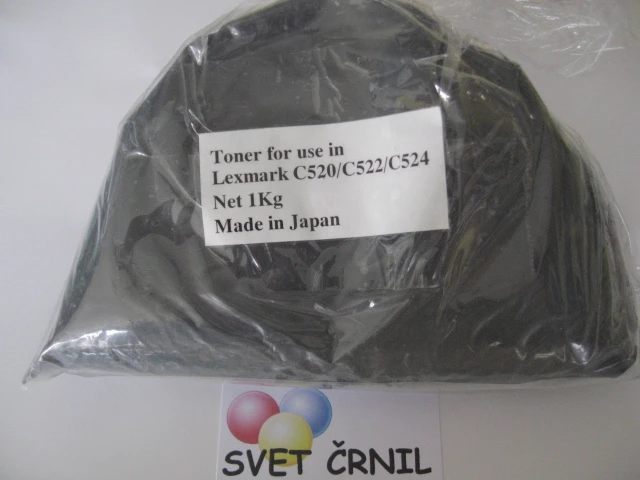 Toner for use in
Lexmark C520/C522/C524
Net 1Kg
Made in Japan
SVET ČRNIL